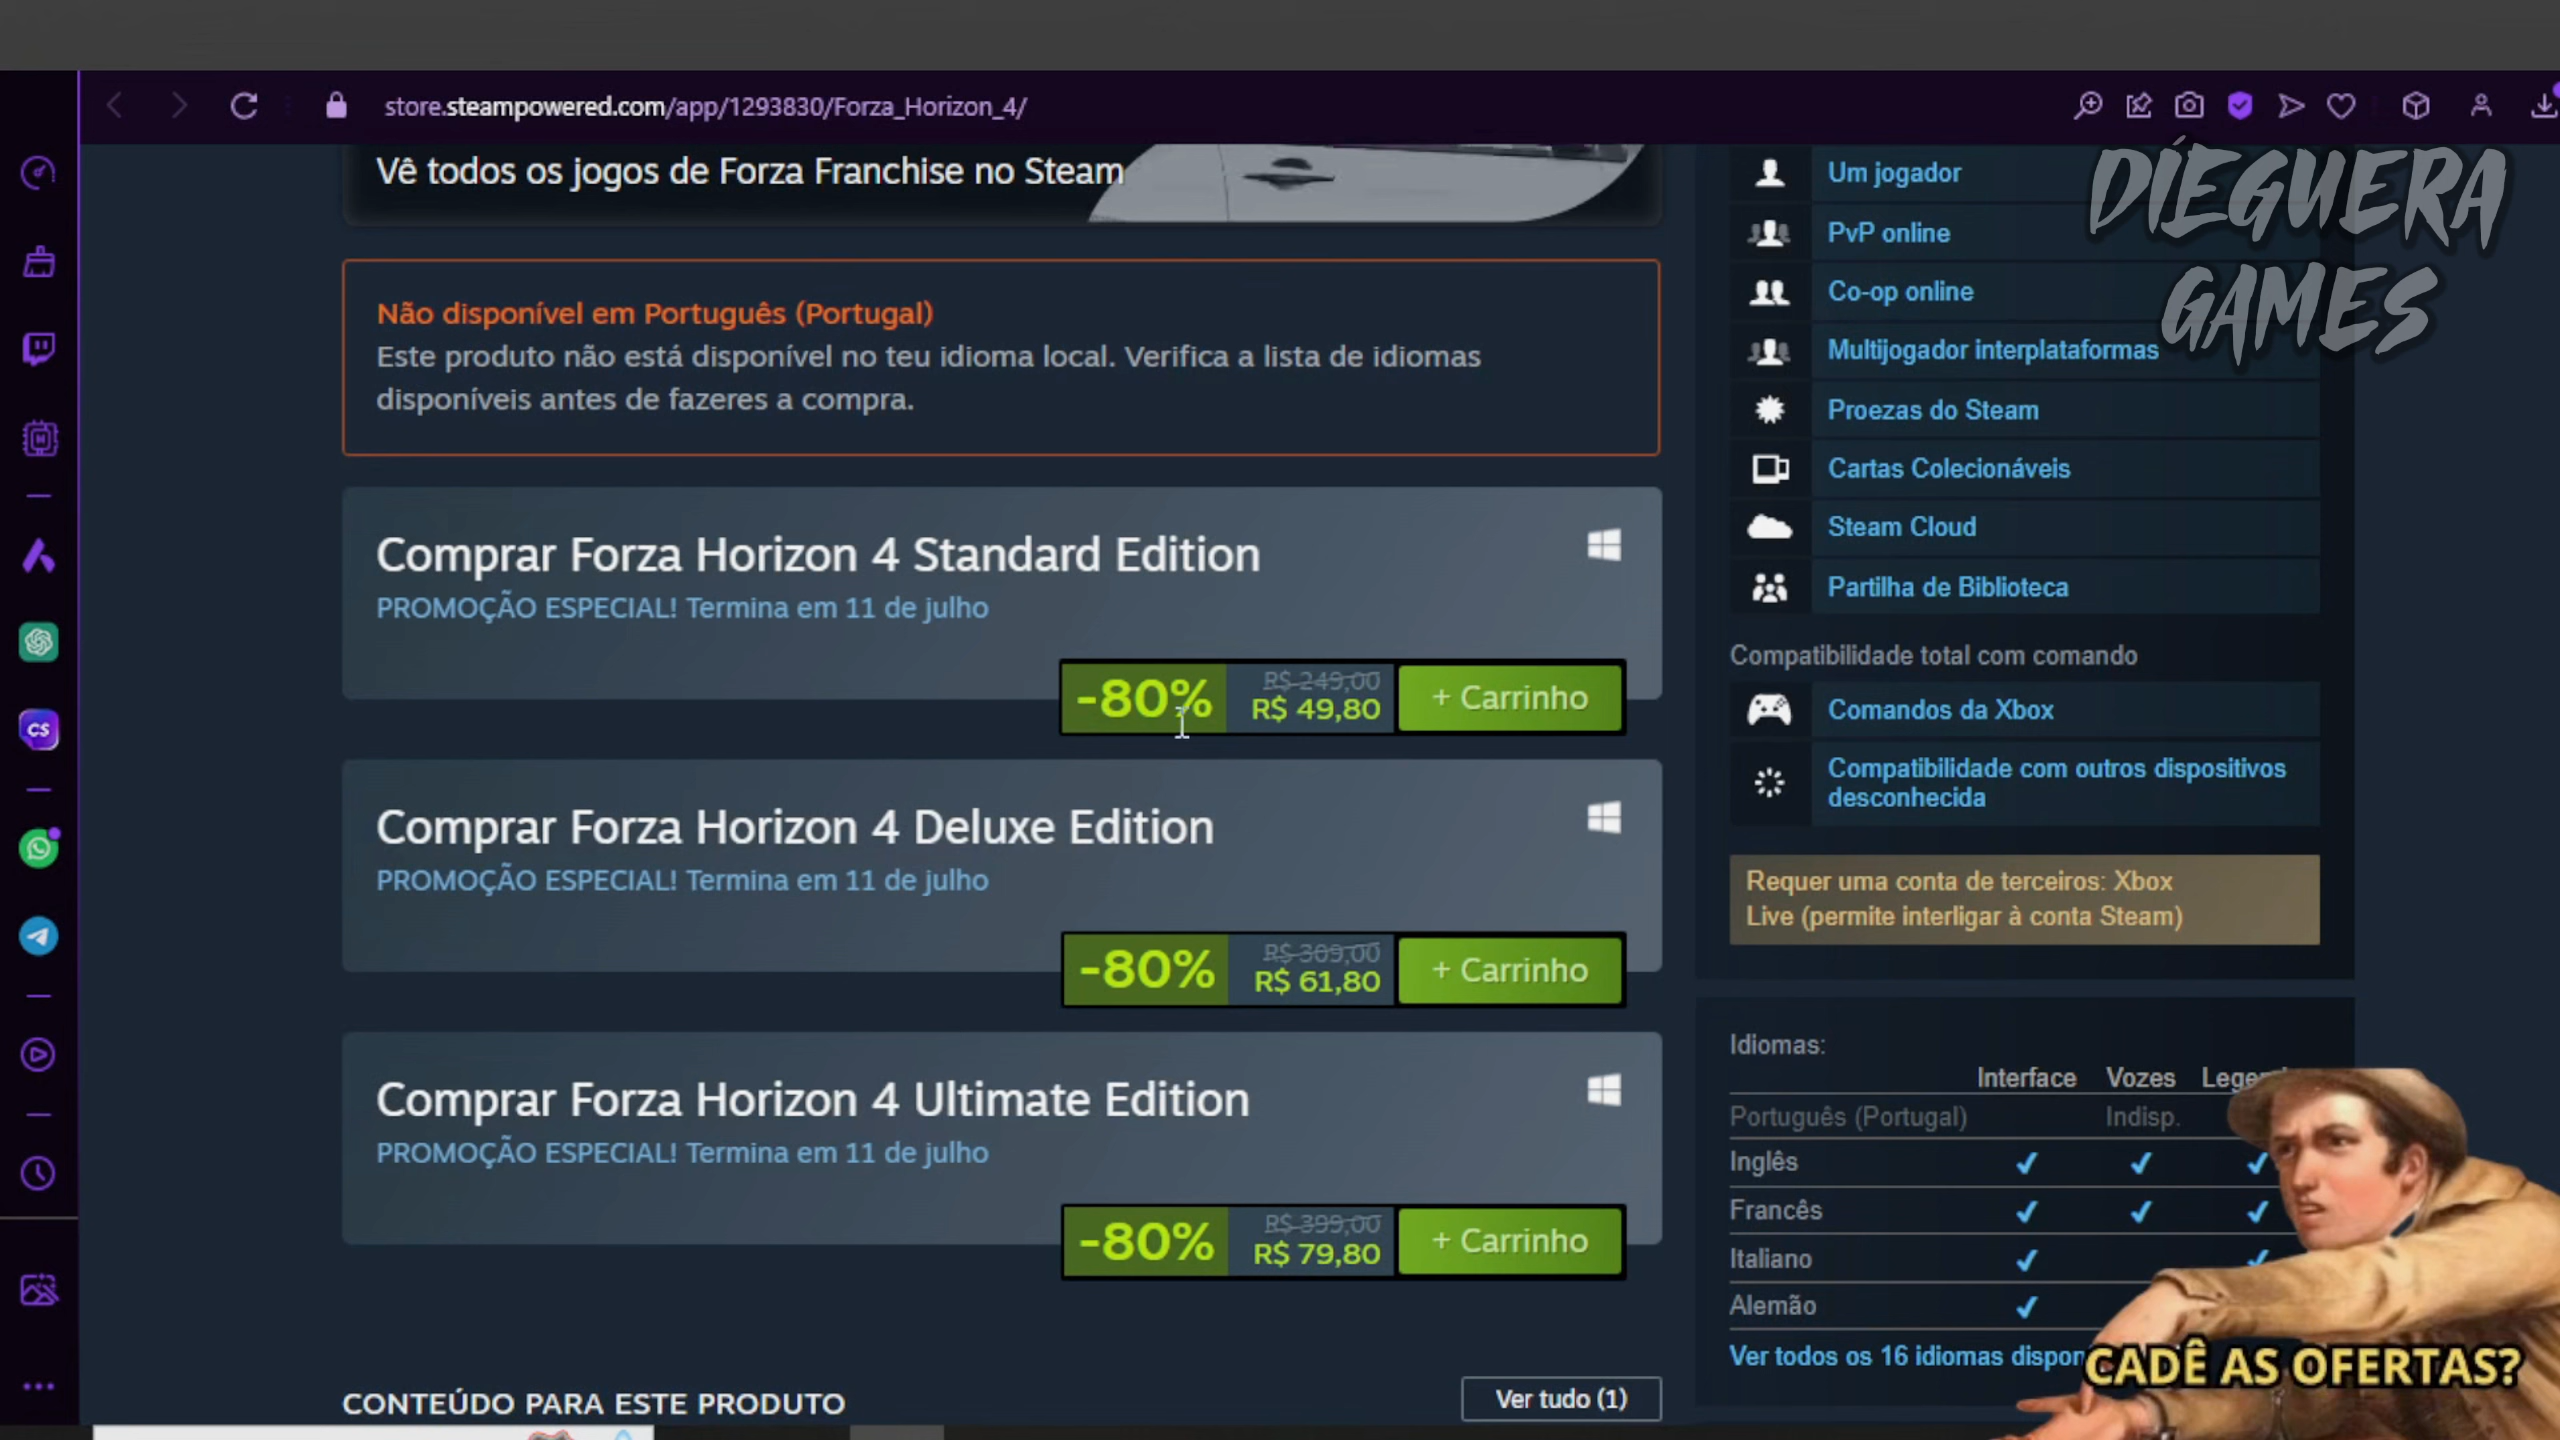 store.steampowered.com/app/1293830/Forza_Horizon_4/
DÍEGUERA
GAMES
Vê todos os jogos de Forza Franchise no Steam
Não disponível em Português (Portugal)
Este produto não está disponível no teu idioma local. Verifica a lista de idiomas
disponíveis antes de fazeres a compra.
Comprar Forza Horizon 4 Standard Edition
PROMOÇÃO ESPECIAL! Termina em 11 de julho
-80%
R$ 249,00
R$ 49,80
+ Carrinho
Comprar Forza Horizon 4 Deluxe Edition
PROMOÇÃO ESPECIAL! Termina em 11 de julho
-80%
R$ 309,00
R$ 61,80
+ Carrinho
Comprar Forza Horizon 4 Ultimate Edition
PROMOÇÃO ESPECIAL! Termina em 11 de julho
-80%
R$ 399,00
R$ 79,80
+ Carrinho
CONTEÚDO PARA ESTE PRODUTO
Ver tudo (1)
Um jogador
PvP online
Co-op online
Multijogador interplataformas
Proezas do Steam
Cartas Colecionáveis
Steam Cloud
Partilha de Biblioteca
Compatibilidade total com comando
Comandos da Xbox
Compatibilidade com outros dispositivos
desconhecida
Requer uma conta de terceiros: Xbox
Live (permite interligar à conta Steam)
Idiomas:
Interface Vozes
Português (Portugal) Indisp.
Inglês
Francês
Italiano
Alemão
Ver todos os 16 idiomas
CADÊ AS OFERTAS?
CS